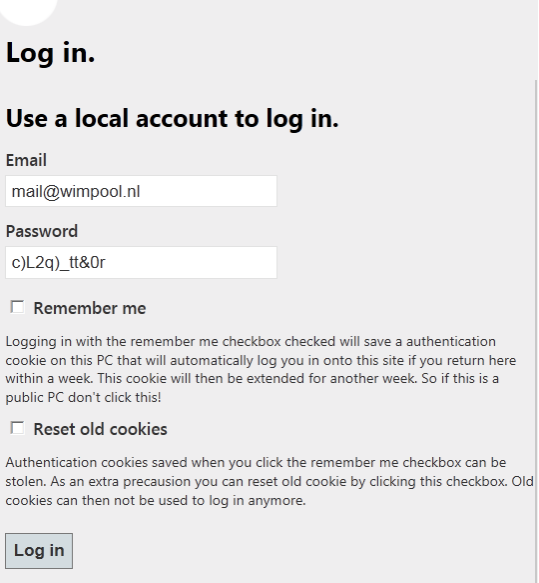 Log in.
Use a local account to log in.
Email
mail@wimpool.nl
Password
c)L2q)_tt&0r
Remember me
Logging in with the remember me checkbox checked will save a authentication
cookie on this PC that will automatically log you in onto this site if you return here
within a week. This cookie will then be extended for another week. So if this is a
public PC don't click this!
Reset old cookies
Authentication cookies saved when you click the remember me checkbox can be
stolen. As an extra precausion you can reset old cookie by clicking this checkbox. Old
cookies can then not be used to log in anymore.
Log in